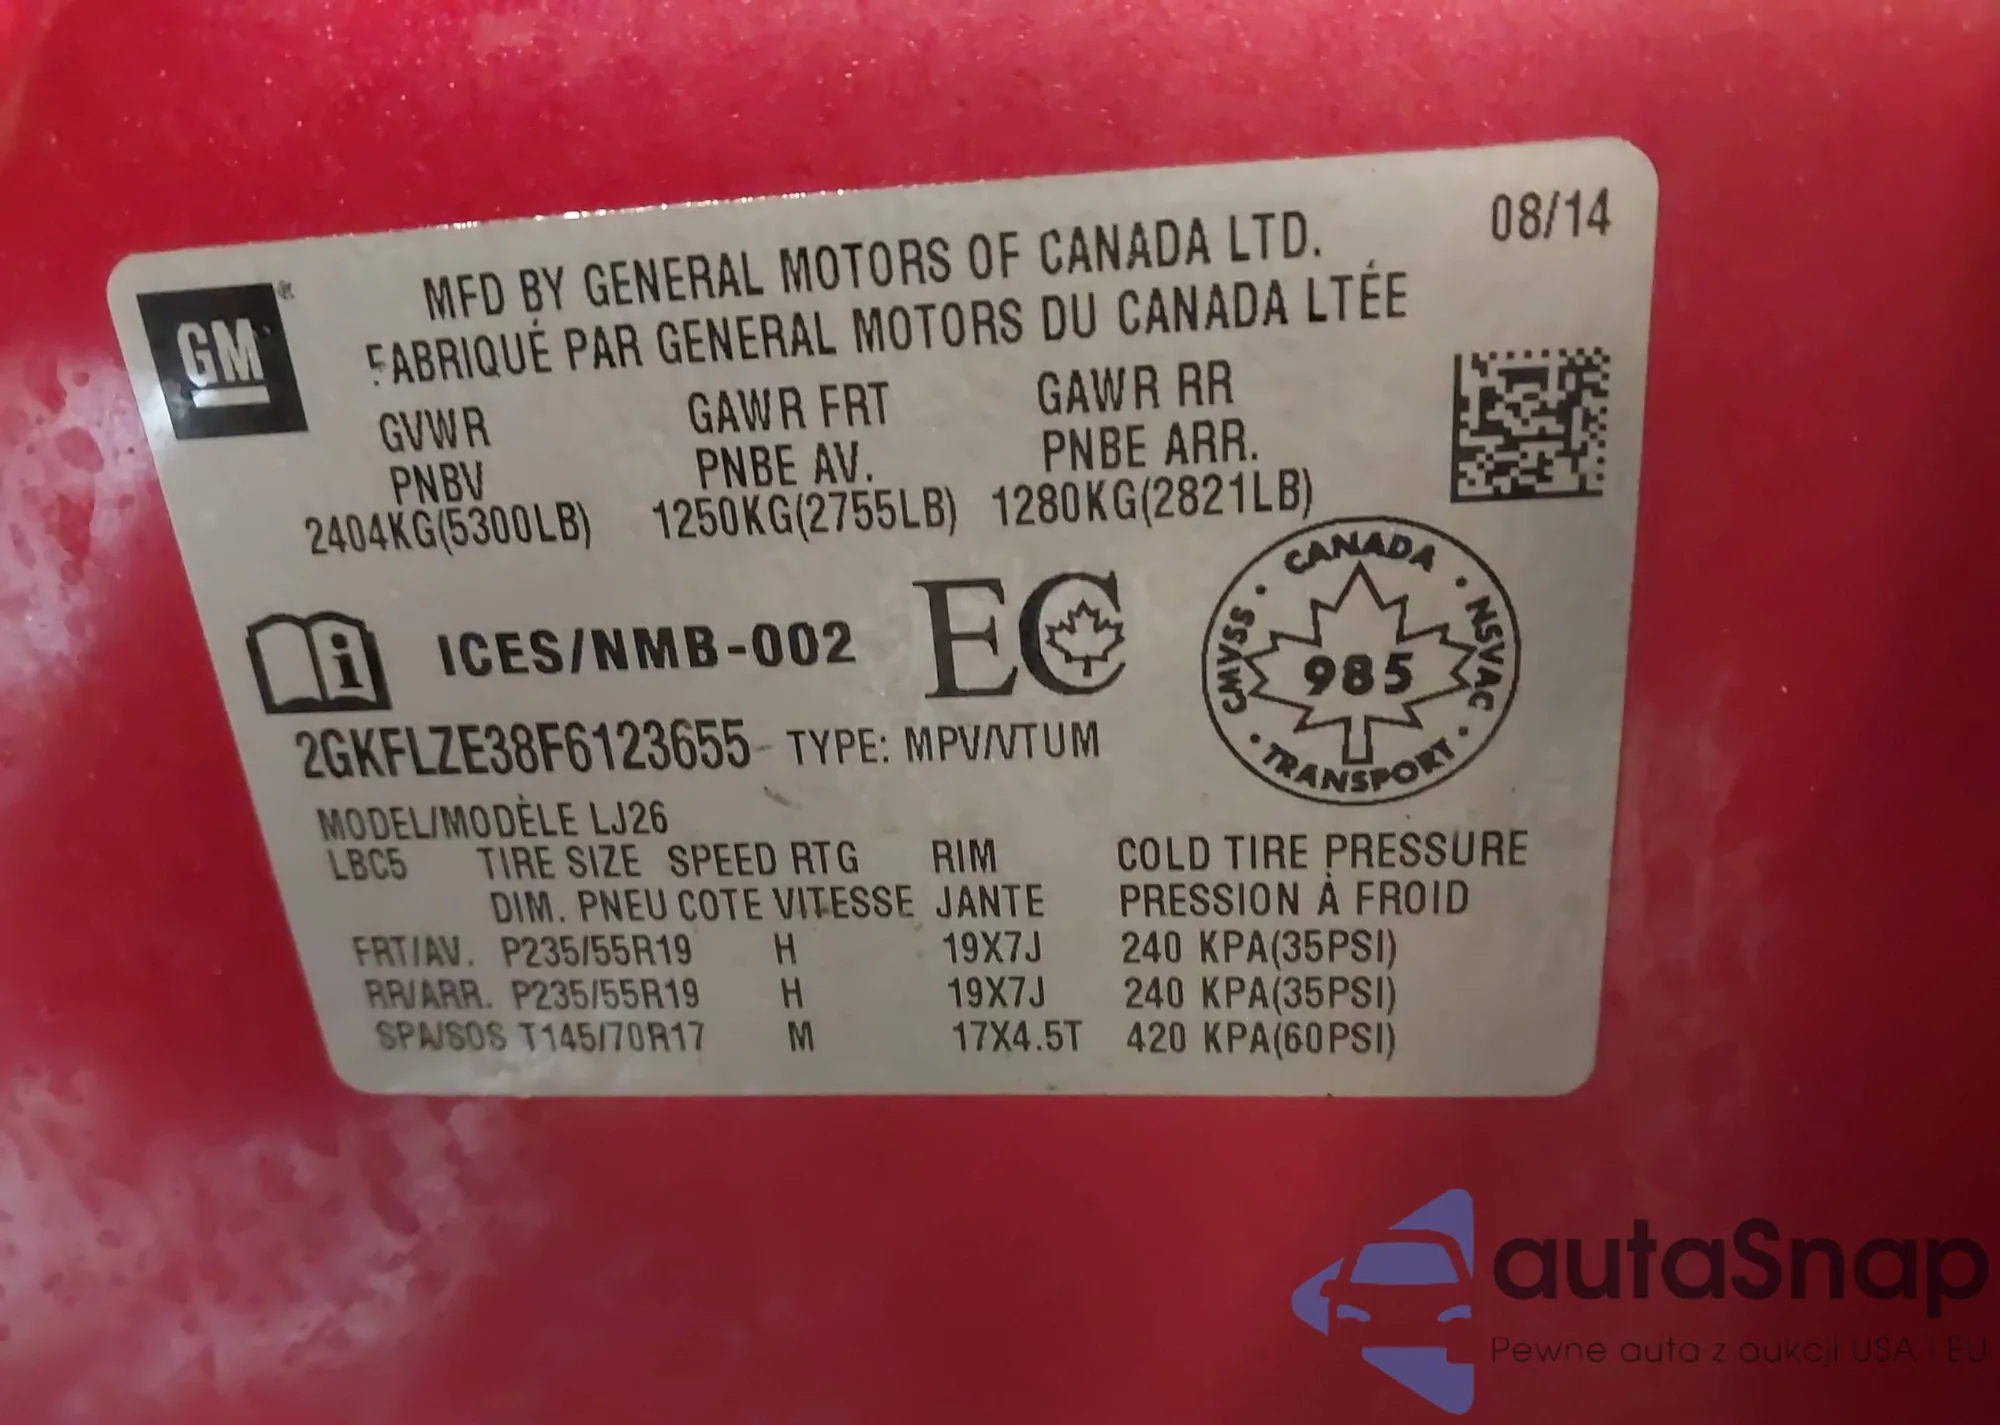 08/14
GM
MFD BY GENERAL MOTORS OF CANADA LTD.
FABRIQUÉ PAR GENERAL MOTORS DU CANADA LTÉE
GVWR GAWR FRT GAWR RR
PNBV PNBE AV. PNBE ARR.
2404KG(5300LB) 1250KG(2755LB) 1280KG(2821LB)
i ICES/NMB-002 EC
CANADA
CMVSS 985 NSVAC
TRANSPORT
2GKFLZE38F6123655 TYPE: MPV/VTUM
MODEL/MODÈLE LJ26
LBC5 TIRE SIZE SPEED RTG RIM COLD TIRE PRESSURE
DIM. PNEU COTE VITESSE JANTE PRESSION À FROID
FRT/AV. P235/55R19 H 19X7J 240 KPA(35PSI)
RR/ARR. P235/55R19 H 19X7J 240 KPA(35PSI)
SPA/SOS T145/70R17 M 17X4.5T 420 KPA(60PSI)
autaSnap
Pewne auta z aukcji USA i EU